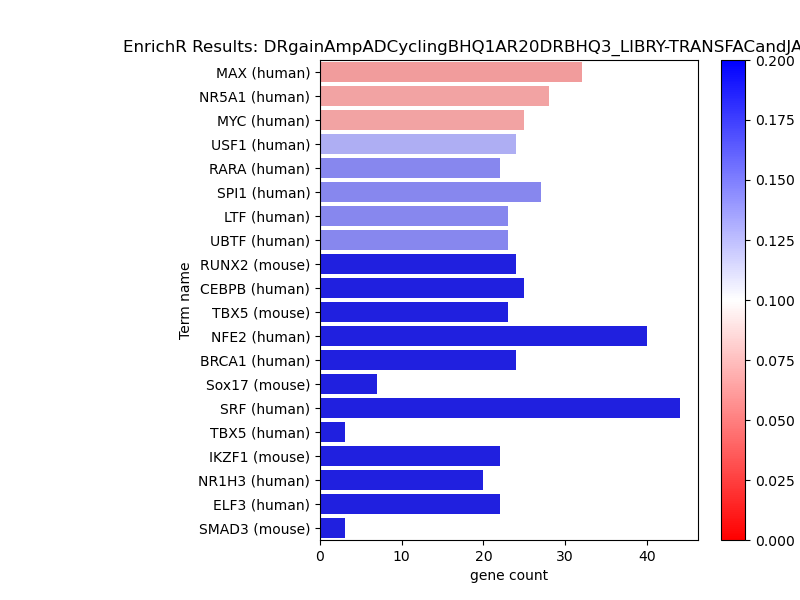 EnrichR Results: DRgainAmpADCyclingBHQ1AR20DRBHQ3_LIBRY-TRANSFACandJA
MAX (human)
NR5A1 (human)
MYC (human)
USF1 (human)
RARA (human)
SPI1 (human)
LTF (human)
UBTF (human)
RUNX2 (mouse)
CEBPB (human)
TBX5 (mouse)
NFE2 (human)
BRCA1 (human)
Sox17 (mouse)
SRF (human)
TBX5 (human)
IKZF1 (mouse)
NR1H3 (human)
ELF3 (human)
SMAD3 (mouse)
Term name
0 10 20 30 40
gene count
0.200
0.175
0.150
0.125
0.100
0.075
0.050
0.025
0.000